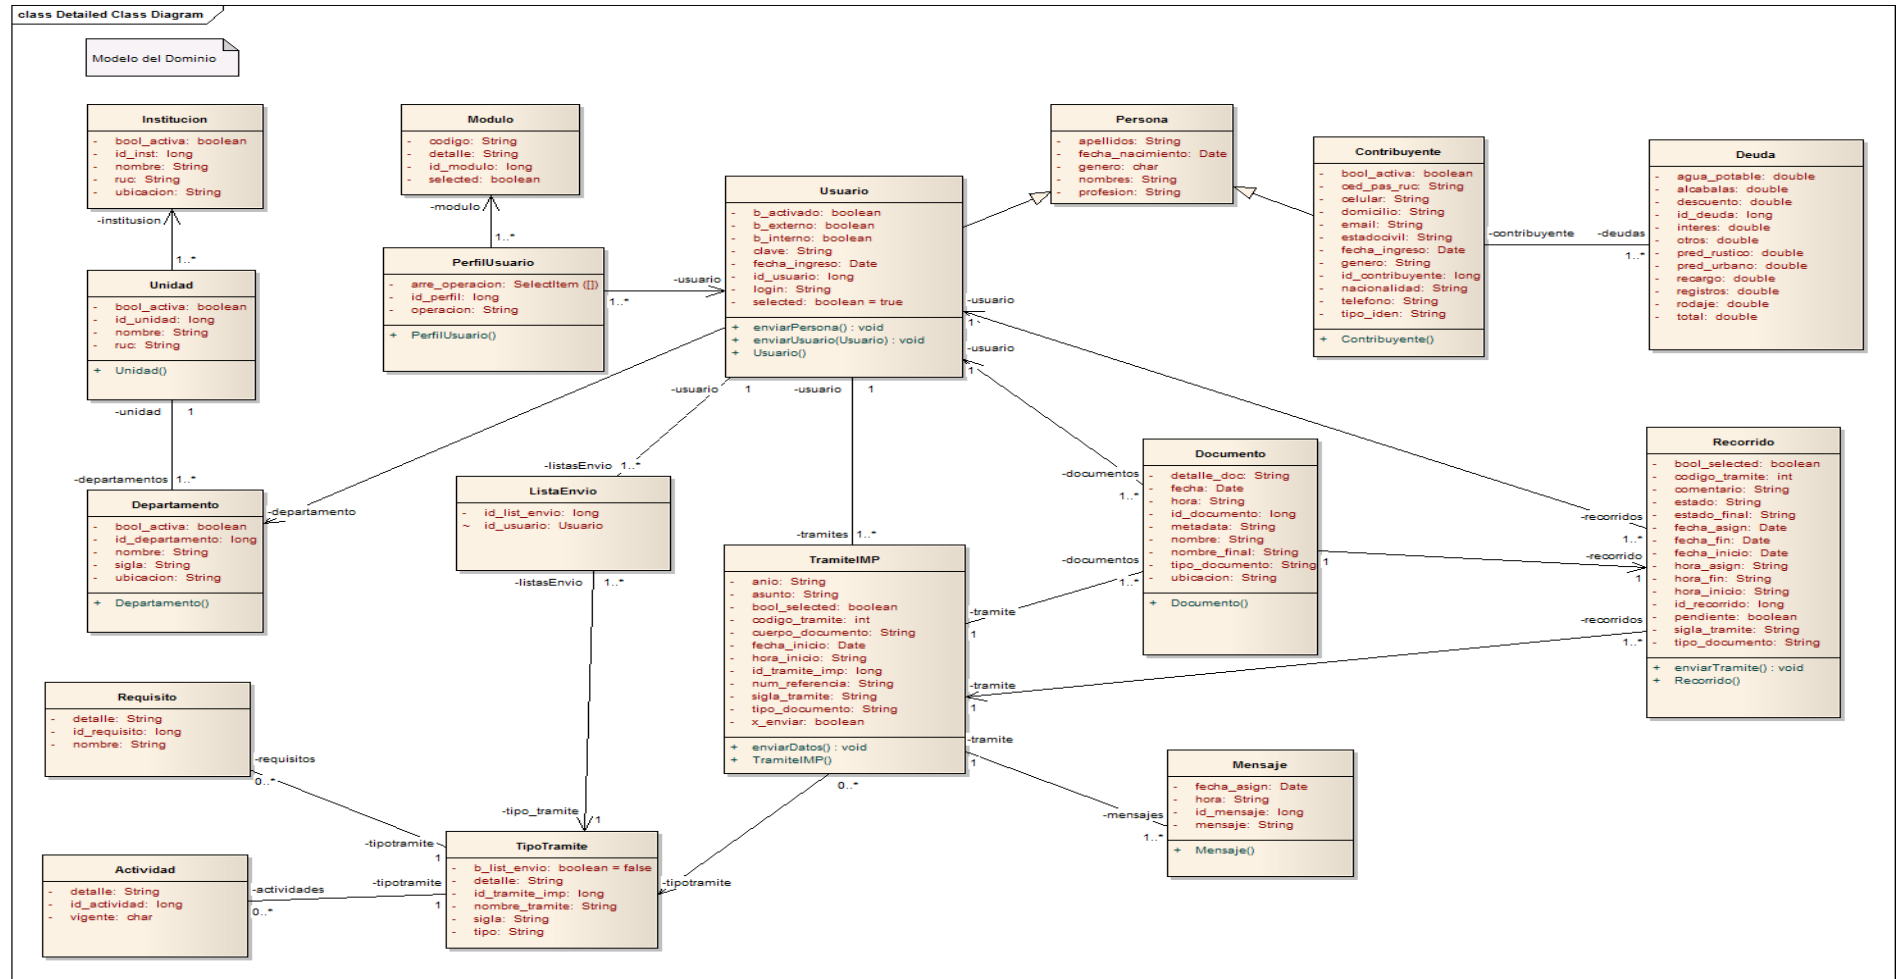 class Detailed Class Diagram
Modelo del Dominio
Institucion
- bool_activa: boolean
- id_inst: long
- nombre: String
- ruc: String
- ubicacion: String
-institusion
1..*
Unidad
- bool_activa: boolean
- id_unidad: long
- nombre: String
- ruc: String
+ Unidad()
-unidad 1
-departamentos 1..*
Departamento
- bool_activa: boolean
- id_departamento: long
- nombre: String
- sigla: String
- ubicacion: String
+ Departamento()
-departamento
Modulo
- codigo: String
- detalle: String
- id_modulo: long
- selected: boolean
-modulo
1..*
PerfilUsuario
- arre_operacion: SelectItem ([])
- id_perfil: long
- operacion: String
+ PerfilUsuario()
-usuario
1..*
Usuario
- b_activado: boolean
- b_externo: boolean
- b_interno: boolean
- clave: String
- fecha_ingreso: Date
- id_usuario: long
- login: String
- selected: boolean = true
+ enviarPersona() : void
+ enviarUsuario(Usuario) : void
+ Usuario()
-usuario
1
-usuario
1
-usuario 1
-usuario 1
Persona
- apellidos: String
- fecha_nacimiento: Date
- genero: char
- nombres: String
- profesion: String
Contribuyente
- bool_activa: boolean
- ced_pas_ruc: String
- celular: String
- domicilio: String
- email: String
- estadocivil: String
- fecha_ingreso: Date
- genero: String
- id_contribuyente: long
- nacionalidad: String
- telefono: String
- tipo_iden: String
+ Contribuyente()
-contribuyente -deudas
1..*
Deuda
- agua_potable: double
- alcabalas: double
- descuento: double
- id_deuda: long
- interes: double
- otros: double
- pred_rustico: double
- pred_urbano: double
- recargo: double
- registros: double
- rodaje: double
- total: double
-listasEnvio 1..*
ListaEnvio
- id_list_envio: long
~ id_usuario: Usuario
-listasEnvio 1..*
-tramites 1..*
TramiteIMP
- anio: String
- asunto: String
- bool_selected: boolean
- codigo_tramite: int
- cuerpo_documento: String
- fecha_inicio: Date
- hora_inicio: String
- id_tramite_imp: long
- num_referencia: String
- sigla_tramite: String
- tipo_documento: String
- x_enviar: boolean
+ enviarDatos() : void
+ TramiteIMP()
0..*
-tramite
1
-tramite
1
-tramite
1
-documentos
1..*
-documentos
1..*
Documento
- detalle_doc: String
- fecha: Date
- hora: String
- id_documento: long
- metadata: String
- nombre: String
- nombre_final: String
- tipo_documento: String
- ubicacion: String
+ Documento()
1
-recorridos
1..*
-recorrido
1
-recorridos
1..*
Recorrido
- bool_selected: boolean
- codigo_tramite: int
- comentario: String
- estado: String
- estado_final: String
- fecha_asign: Date
- fecha_fin: Date
- fecha_inicio: Date
- hora_asign: String
- hora_fin: String
- hora_inicio: String
- id_recorrido: long
- pendiente: boolean
- sigla_tramite: String
- tipo_documento: String
+ enviarTramite() : void
+ Recorrido()
-mensajes
1..*
Mensaje
- fecha_asign: Date
- hora: String
- id_mensaje: long
- mensaje: String
+ Mensaje()
Requisito
- detalle: String
- id_requisito: long
- nombre: String
-requisitos
0..*
-tipotramite
1
-tipo_tramite
1
Actividad
- detalle: String
- id_actividad: long
- vigente: char
-actividades
0..*
-tipotramite
1
TipoTramite
- b_list_envio: boolean = false
- detalle: String
- id_tramite_imp: long
- nombre_tramite: String
- sigla: String
- tipo: String
-tipotramite